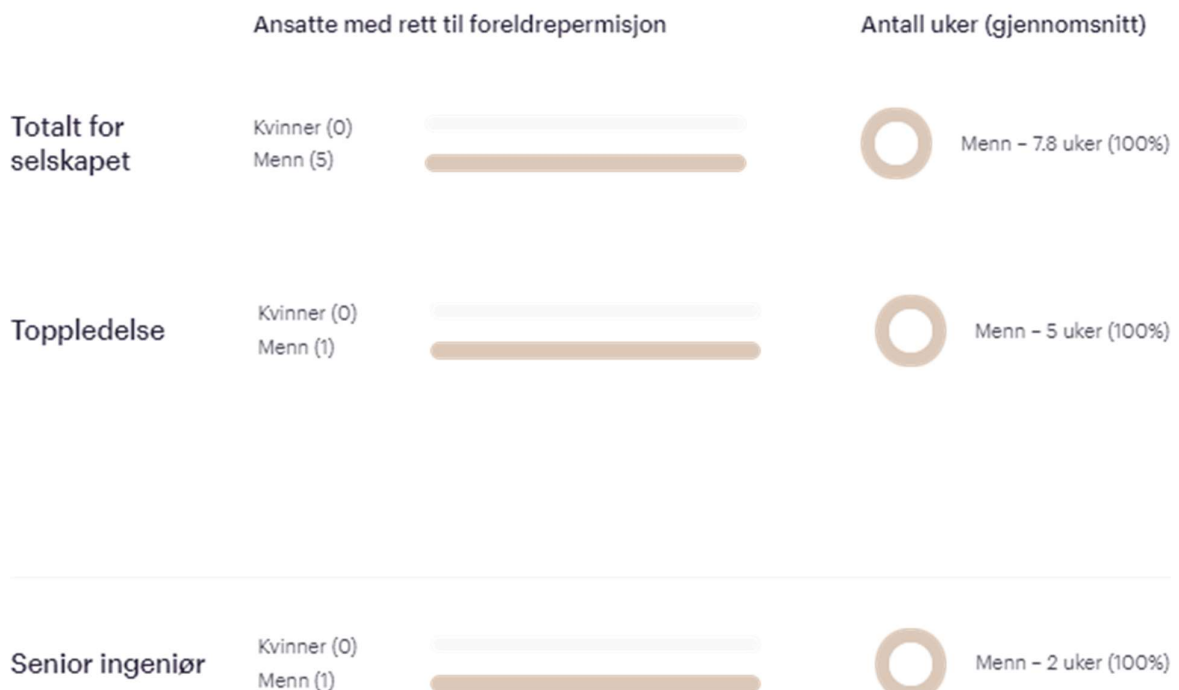 Ansatte med rett til foreldrepermisjon
Antall uker (gjennomsnitt)
Totalt for
selskapet
Kvinner (0)
Menn (5)
Menn – 7.8 uker (100%)
Toppledelse
Kvinner (0)
Menn (1)
Menn – 5 uker (100%)
Senior ingeniør
Kvinner (0)
Menn (1)
Menn – 2 uker (100%)